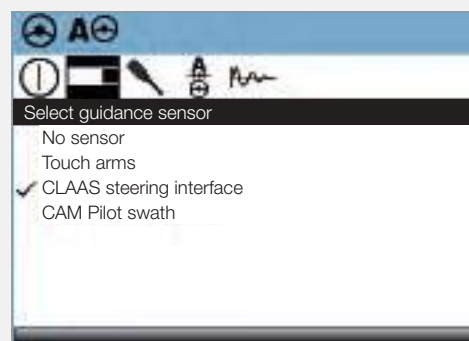 A
A
Select guidance sensor
No sensor
Touch arms
CLAAS steering interface
CAM Pilot swath